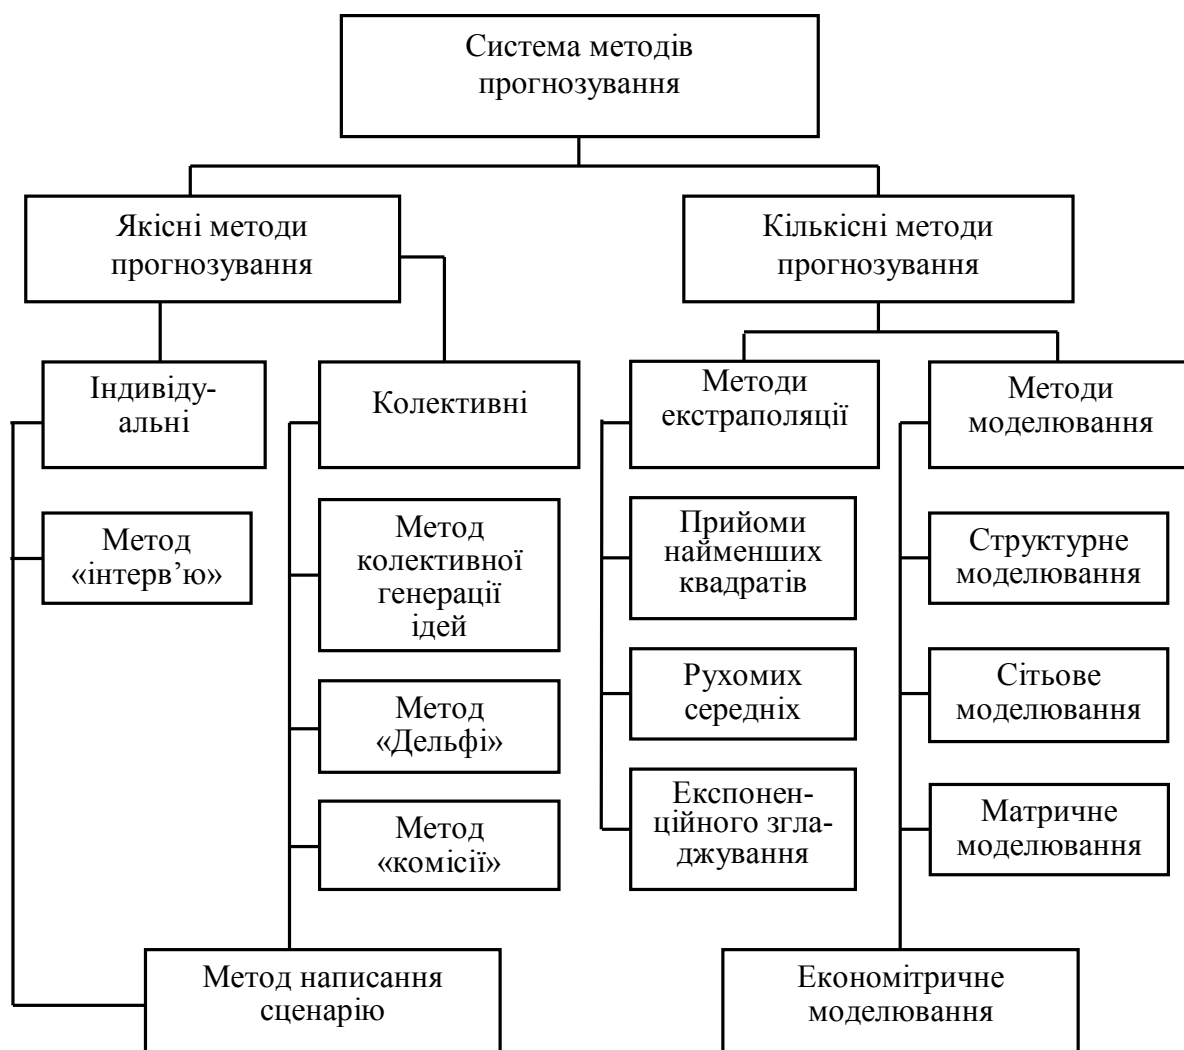 Система методів
прогнозування
Якісні методи
прогнозування
Кількісні методи
прогнозування
Індивіду-
альні
Колективні
Методи
екстраполяції
Методи
моделювання
Метод
«інтерв’ю»
Метод
колективної
генерації
ідей
Прийоми
найменших
квадратів
Структурне
моделювання
Метод
«Дельфі»
Рухомих
середніх
Сітьове
моделювання
Метод
«комісії»
Експонен-
ційного згла-
джування
Матричне
моделювання
Метод написання
сценарію
Економітричне
моделювання